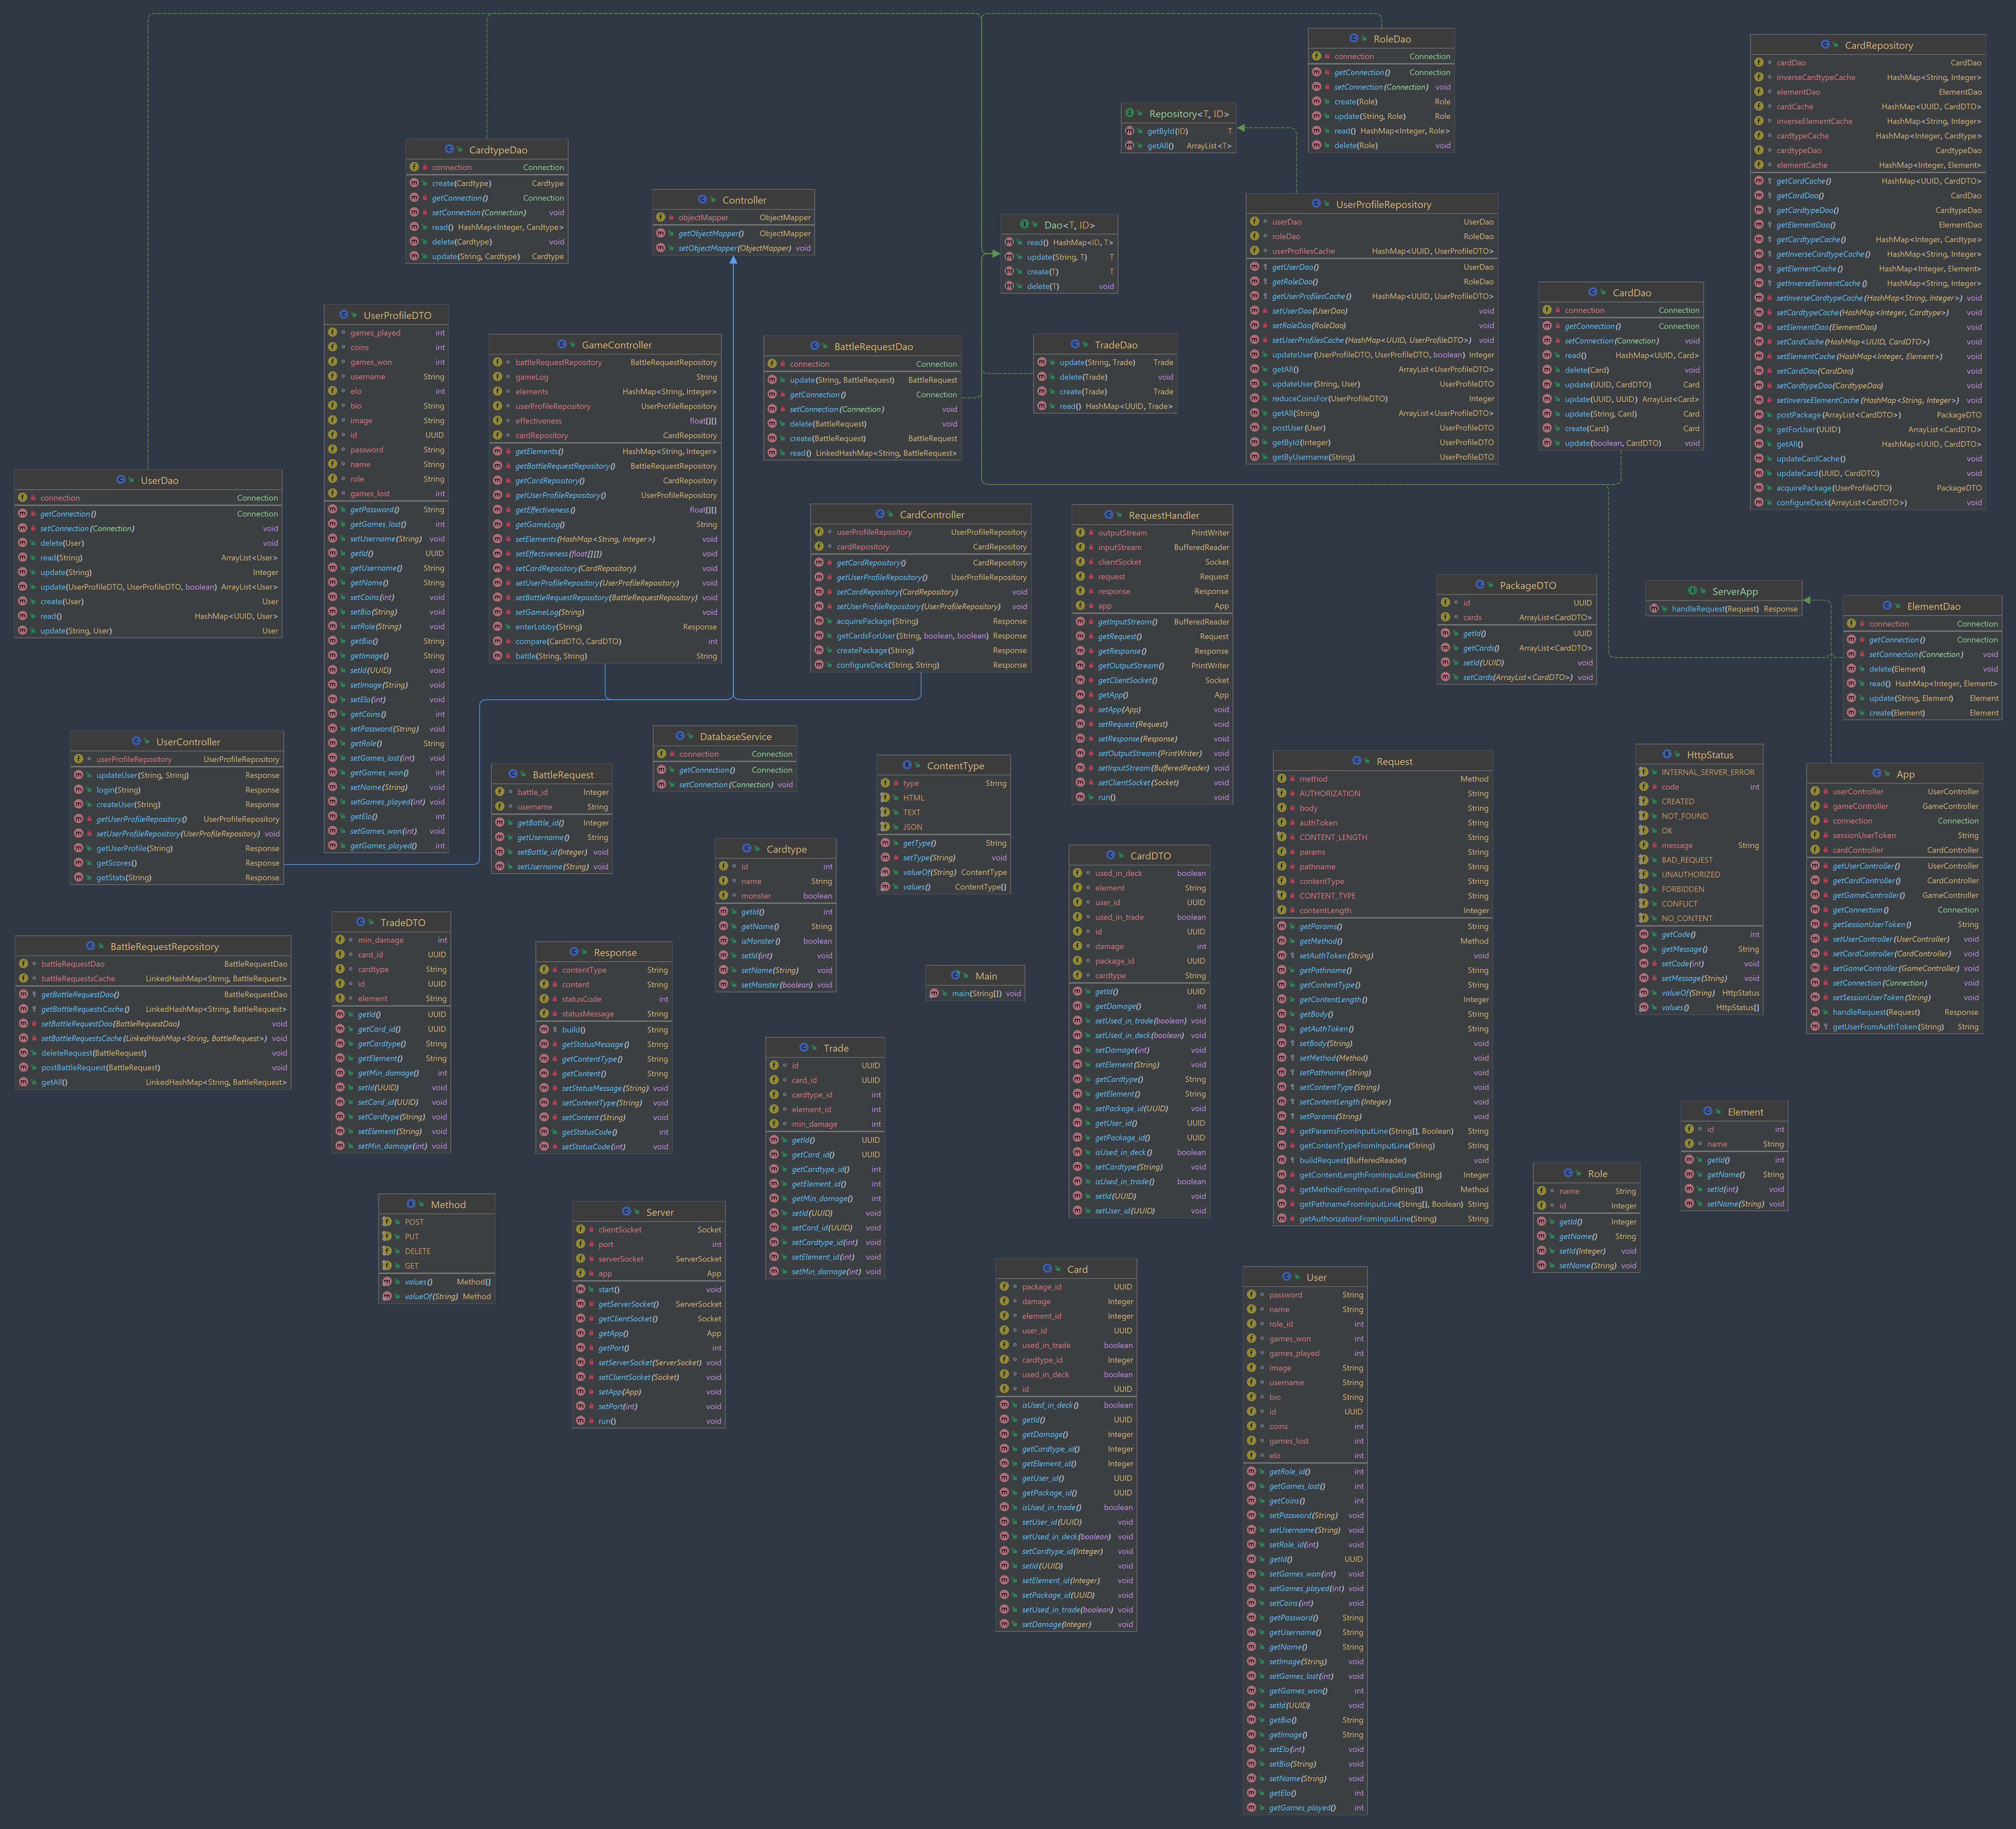 RoleDao
connection Connection
getConnection() Connection
setConnection(Connection) void
create(Role) Role
update(String, Role) Role
read() HashMap<Integer, Role>
delete(Role) void
CardRepository
cardDao CardDao
inverseCardtypeCache HashMap<String, Integer>
elementDao ElementDao
cardCache HashMap<UUID, CardDTO>
inverseElementCache HashMap<String, Integer>
cardtypeCache HashMap<Integer, Cardtype>
cardtypeDao CardtypeDao
elementCache HashMap<Integer, Element>
getCardCache() HashMap<UUID, CardDTO>
getCardDao() CardDao
getCardtypeDao() CardtypeDao
getElementDao() ElementDao
getCardtypeCache() HashMap<Integer, Cardtype>
getInverseCardtypeCache() HashMap<String, Integer>
getElementCache() HashMap<Integer, Element>
getInverseElementCache() HashMap<String, Integer>
setInverseCardtypeCache(HashMap<String, Integer>) void
setCardtypeCache(HashMap<Integer, Cardtype>) void
setElementDao(ElementDao) void
setCardCache(HashMap<UUID, CardDTO>) void
setElementCache(HashMap<Integer, Element>) void
setCardDao(CardDao) void
setCardtypeDao(CardtypeDao) void
setInverseElementCache(HashMap<String, Integer>) void
postPackage(ArrayList<CardDTO>) PackageDTO
getForUser(UUID) ArrayList<CardDTO>
getAll() HashMap<UUID, CardDTO>
updateCardCache() void
updateCard(UUID, CardDTO) void
acquirePackage(UserProfileDTO) PackageDTO
configureDeck(ArrayList<CardDTO>) void
Repository<T, ID>
getById(ID) T
getAll() ArrayList<T>
CardtypeDao
connection Connection
create(Cardtype) Cardtype
getConnection() Connection
setConnection(Connection) void
read() HashMap<Integer, Cardtype>
delete(Cardtype) void
update(String, Cardtype) Cardtype
Controller
objectMapper ObjectMapper
getObjectMapper() ObjectMapper
setObjectMapper(ObjectMapper) void
Dao<T, ID>
read() HashMap<ID, T>
update(String, T) T
create(T) T
delete(T) void
UserProfileRepository
userDao UserDao
roleDao RoleDao
userProfilesCache HashMap<UUID, UserProfileDTO>
getUserDao() UserDao
getRoleDao() RoleDao
getUserProfilesCache() HashMap<UUID, UserProfileDTO>
setUserDao(UserDao) void
setRoleDao(RoleDao) void
setUserProfilesCache(HashMap<UUID, UserProfileDTO>) void
updateUser(UserProfileDTO, UserProfileDTO, boolean) Integer
getAll() ArrayList<UserProfileDTO>
updateUser(String, User) UserProfileDTO
reduceCoinsFor(UserProfileDTO) Integer
getAll(String) ArrayList<UserProfileDTO>
postUser(User) UserProfileDTO
getById(Integer) UserProfileDTO
getByUsername(String) UserProfileDTO
CardDao
connection Connection
getConnection() Connection
setConnection(Connection) void
read() HashMap<UUID, Card>
delete(Card) void
update(UUID, CardDTO) Card
update(UUID, UUID) ArrayList<Card>
update(String, Card) Card
create(Card) Card
update(boolean, CardDTO) void
UserProfileDTO
games_played int
coins int
games_won int
username String
elo int
bio String
image String
id UUID
password String
name String
role String
games_lost int
getPassword() String
getGames_lost() int
setUsername(String) void
getId() UUID
getUsername() String
getName() String
setCoins(int) void
setBio(String) void
setRole(String) void
getBio() String
getImage() String
setId(UUID) void
setImage(String) void
setElo(int) void
getCoins() int
setPassword(String) void
getRole() String
setGames_lost(int) void
getGames_won() int
setName(String) void
setGames_played(int) void
getElo() int
setGames_won(int) void
getGames_played() int
GameController
battleRequestRepository BattleRequestRepository
gameLog String
elements HashMap<String, Integer>
userProfileRepository UserProfileRepository
effectiveness float[][]
cardRepository CardRepository
getElements() HashMap<String, Integer>
getBattleRequestRepository() BattleRequestRepository
getCardRepository() CardRepository
getUserProfileRepository() UserProfileRepository
getEffectiveness() float[][]
getGameLog() String
setElements(HashMap<String, Integer>) void
setEffectiveness(float[][]) void
setCardRepository(CardRepository) void
setUserProfileRepository(UserProfileRepository) void
setBattleRequestRepository(BattleRequestRepository) void
setGameLog(String) void
enterLobby(String) Response
compare(CardDTO, CardDTO) int
battle(String, String) String
BattleRequestDao
connection Connection
update(String, BattleRequest) BattleRequest
getConnection() Connection
setConnection(Connection) void
delete(BattleRequest) void
create(BattleRequest) BattleRequest
read() LinkedHashMap<String, BattleRequest>
TradeDao
update(String, Trade) Trade
delete(Trade) void
create(Trade) Trade
read() HashMap<UUID, Trade>
UserDao
connection Connection
getConnection() Connection
setConnection(Connection) void
delete(User) void
read(String) ArrayList<User>
update(String) Integer
update(UserProfileDTO, UserProfileDTO, boolean) ArrayList<User>
create(User) User
read() HashMap<UUID, User>
update(String, User) User
CardController
userProfileRepository UserProfileRepository
cardRepository CardRepository
getCardRepository() CardRepository
getUserProfileRepository() UserProfileRepository
setCardRepository(CardRepository) void
setUserProfileRepository(UserProfileRepository) void
acquirePackage(String) Response
getCardsForUser(String, boolean, boolean) Response
createPackage(String) Response
configureDeck(String, String) Response
RequestHandler
outputStream PrintWriter
inputStream BufferedReader
clientSocket Socket
request Request
response Response
app App
getInputStream() BufferedReader
getRequest() Request
getResponse() Response
getOutputStream() PrintWriter
getClientSocket() Socket
getApp() App
setApp(App) void
setRequest(Request) void
setResponse(Response) void
setOutputStream(PrintWriter) void
setInputStream(BufferedReader) void
setClientSocket(Socket) void
run() void
PackageDTO
id UUID
cards ArrayList<CardDTO>
getId() UUID
getCards() ArrayList<CardDTO>
setId(UUID) void
setCards(ArrayList<CardDTO>) void
ServerApp
handleRequest(Request) Response
ElementDao
connection Connection
getConnection() Connection
setConnection(Connection) void
delete(Element) void
read() HashMap<Integer, Element>
update(String, Element) Element
create(Element) Element
UserController
userProfileRepository UserProfileRepository
updateUser(String, String) Response
login(String) Response
createUser(String) Response
getUserProfileRepository() UserProfileRepository
setUserProfileRepository(UserProfileRepository) void
getUserProfile(String) Response
getScores() Response
getStats(String) Response
BattleRequest
battle_id Integer
username String
getBattle_id() Integer
getUsername() String
setBattle_id(Integer) void
setUsername(String) void
DatabaseService
connection Connection
getConnection() Connection
setConnection(Connection) void
ContentType
type String
HTML
TEXT
JSON
getType() String
setType(String) void
valueOf(String) ContentType
values() ContentType[]
Request
method Method
AUTHORIZATION String
body String
authToken String
CONTENT_LENGTH String
params String
pathname String
contentType String
CONTENT_TYPE String
contentLength Integer
getParams() String
getMethod() Method
setAuthToken(String) void
getPathname() String
getContentType() String
getContentLength() Integer
getBody() String
getAuthToken() String
setBody(String) void
setMethod(Method) void
setPathname(String) void
setContentType(String) void
setContentLength(Integer) void
setParams(String) void
getParamsFromInputLine(String[], Boolean) String
getContentTypeFromInputLine(String) String
buildRequest(BufferedReader) void
getContentLengthFromInputLine(String) Integer
getMethodFromInputLine(String[]) Method
getPathnameFromInputLine(String[], Boolean) String
getAuthorizationFromInputLine(String) String
HttpStatus
INTERNAL_SERVER_ERROR
code int
CREATED
NOT_FOUND
OK
message String
BAD_REQUEST
UNAUTHORIZED
FORBIDDEN
CONFLICT
NO_CONTENT
getCode() int
getMessage() String
setCode(int) void
setMessage(String) void
valueOf(String) HttpStatus
values() HttpStatus[]
App
userController UserController
gameController GameController
connection Connection
sessionUserToken String
cardController CardController
getUserController() UserController
getCardController() CardController
getGameController() GameController
getConnection() Connection
getSessionUserToken() String
setUserController(UserController) void
setCardController(CardController) void
setGameController(GameController) void
setConnection(Connection) void
setSessionUserToken(String) void
handleRequest(Request) Response
getUserFromAuthToken(String) String
Cardtype
id int
name String
monster boolean
getId() int
getName() String
isMonster() boolean
setId(int) void
setName(String) void
setMonster(boolean) void
CardDTO
used_in_deck boolean
element String
user_id UUID
used_in_trade boolean
id UUID
damage int
package_id UUID
cardtype String
getId() UUID
getDamage() int
setUsed_in_trade(boolean) void
setUsed_in_deck(boolean) void
setDamage(int) void
setElement(String) void
getCardtype() String
getElement() String
setPackage_id(UUID) void
getUser_id() UUID
getPackage_id() UUID
isUsed_in_deck() boolean
setCardtype(String) void
isUsed_in_trade() boolean
setId(UUID) void
setUser_id(UUID) void
BattleRequestRepository
battleRequestDao BattleRequestDao
battleRequestsCache LinkedHashMap<String, BattleRequest>
getBattleRequestDao() BattleRequestDao
getBattleRequestsCache() LinkedHashMap<String, BattleRequest>
setBattleRequestDao(BattleRequestDao) void
setBattleRequestsCache(LinkedHashMap<String, BattleRequest>) void
deleteRequest(BattleRequest) void
postBattleRequest(BattleRequest) void
getAll() LinkedHashMap<String, BattleRequest>
TradeDTO
min_damage int
card_id UUID
cardtype String
id UUID
element String
getId() UUID
getCard_id() UUID
getCardtype() String
getElement() String
getMin_damage() int
setId(UUID) void
setCard_id(UUID) void
setCardtype(String) void
setElement(String) void
setMin_damage(int) void
Response
contentType String
content String
statusCode int
statusMessage String
build() String
getStatusMessage() String
getContentType() String
getContent() String
setStatusMessage(String) void
setContentType(String) void
setContent(String) void
getStatusCode() int
setStatusCode(int) void
Main
main(String[]) void
Trade
id UUID
card_id UUID
cardtype_id int
element_id int
min_damage int
getId() UUID
getCard_id() UUID
getCardtype_id() int
getElement_id() int
getMin_damage() int
setId(UUID) void
setCard_id(UUID) void
setCardtype_id(int) void
setElement_id(int) void
setMin_damage(int) void
Element
id int
name String
getId() int
getName() String
setId(int) void
setName(String) void
Role
name String
id Integer
getId() Integer
getName() String
setId(Integer) void
setName(String) void
Method
POST
PUT
DELETE
GET
values() Method[]
valueOf(String) Method
Server
clientSocket Socket
port int
serverSocket ServerSocket
app App
start() void
getServerSocket() ServerSocket
getClientSocket() Socket
getApp() App
getPort() int
setServerSocket(ServerSocket) void
setClientSocket(Socket) void
setApp(App) void
setPort(int) void
run() void
Card
package_id UUID
damage Integer
element_id Integer
user_id UUID
used_in_trade boolean
cardtype_id Integer
used_in_deck boolean
id UUID
isUsed_in_deck() boolean
getId() UUID
getDamage() Integer
getCardtype_id() Integer
getElement_id() Integer
getUser_id() UUID
getPackage_id() UUID
isUsed_in_trade() boolean
setUser_id(UUID) void
setUsed_in_deck(boolean) void
setCardtype_id(Integer) void
setId(UUID) void
setElement_id(Integer) void
setPackage_id(UUID) void
setUsed_in_trade(boolean) void
setDamage(Integer) void
User
password String
name String
role_id int
games_won int
games_played int
image String
username String
bio String
id UUID
coins int
games_lost int
elo int
getRole_id() int
getGames_lost() int
getCoins() int
setPassword(String) void
setUsername(String) void
setRole_id(int) void
getId() UUID
setGames_won(int) void
setGames_played(int) void
setCoins(int) void
getPassword() String
getUsername() String
getName() String
setImage(String) void
setGames_lost(int) void
getGames_won() int
setId(UUID) void
getBio() String
getImage() String
setElo(int) void
setBio(String) void
setName(String) void
getElo() int
getGames_played() int